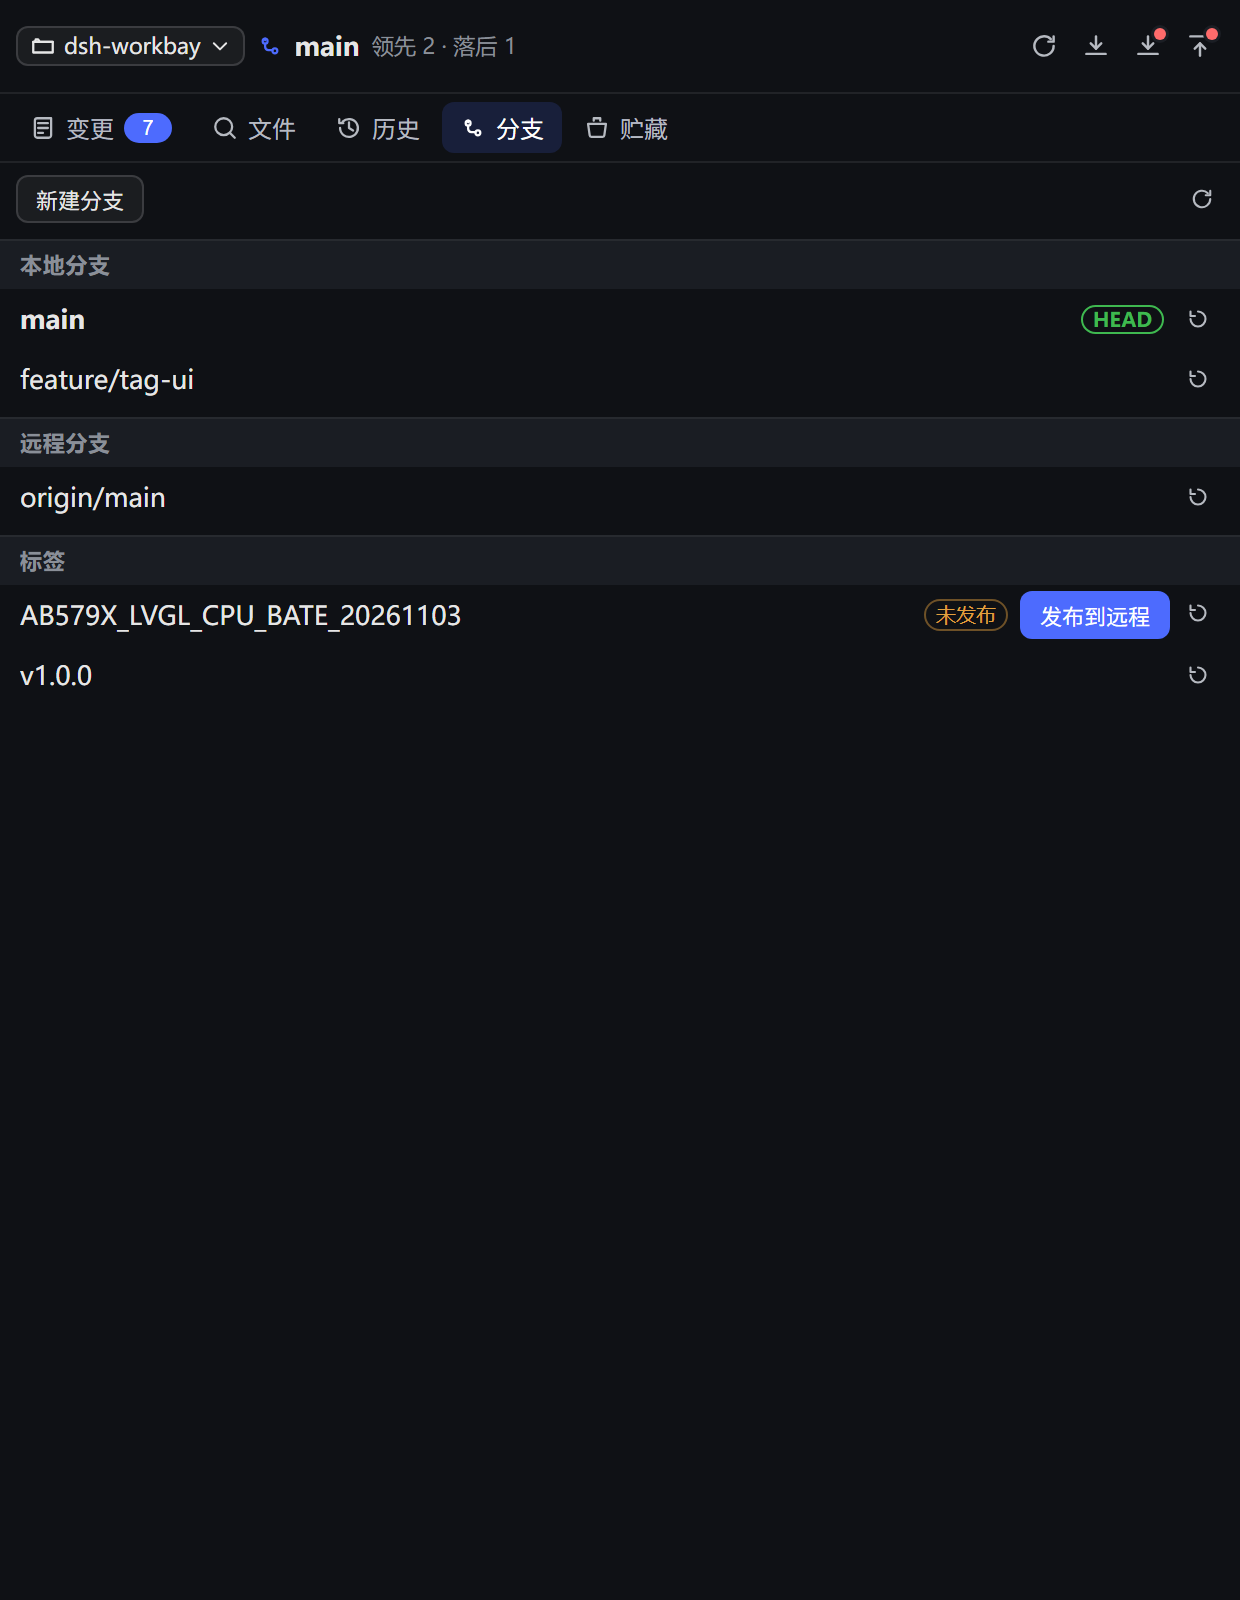 dsh-workbay main 领先 2 · 落后 1
变更 7 文件 历史 分支 贮藏
新建分支
本地分支
main HEAD
feature/tag-ui
远程分支
origin/main
标签
AB579X_LVGL_CPU_BATE_20261103 未发布 发布到远程
v1.0.0